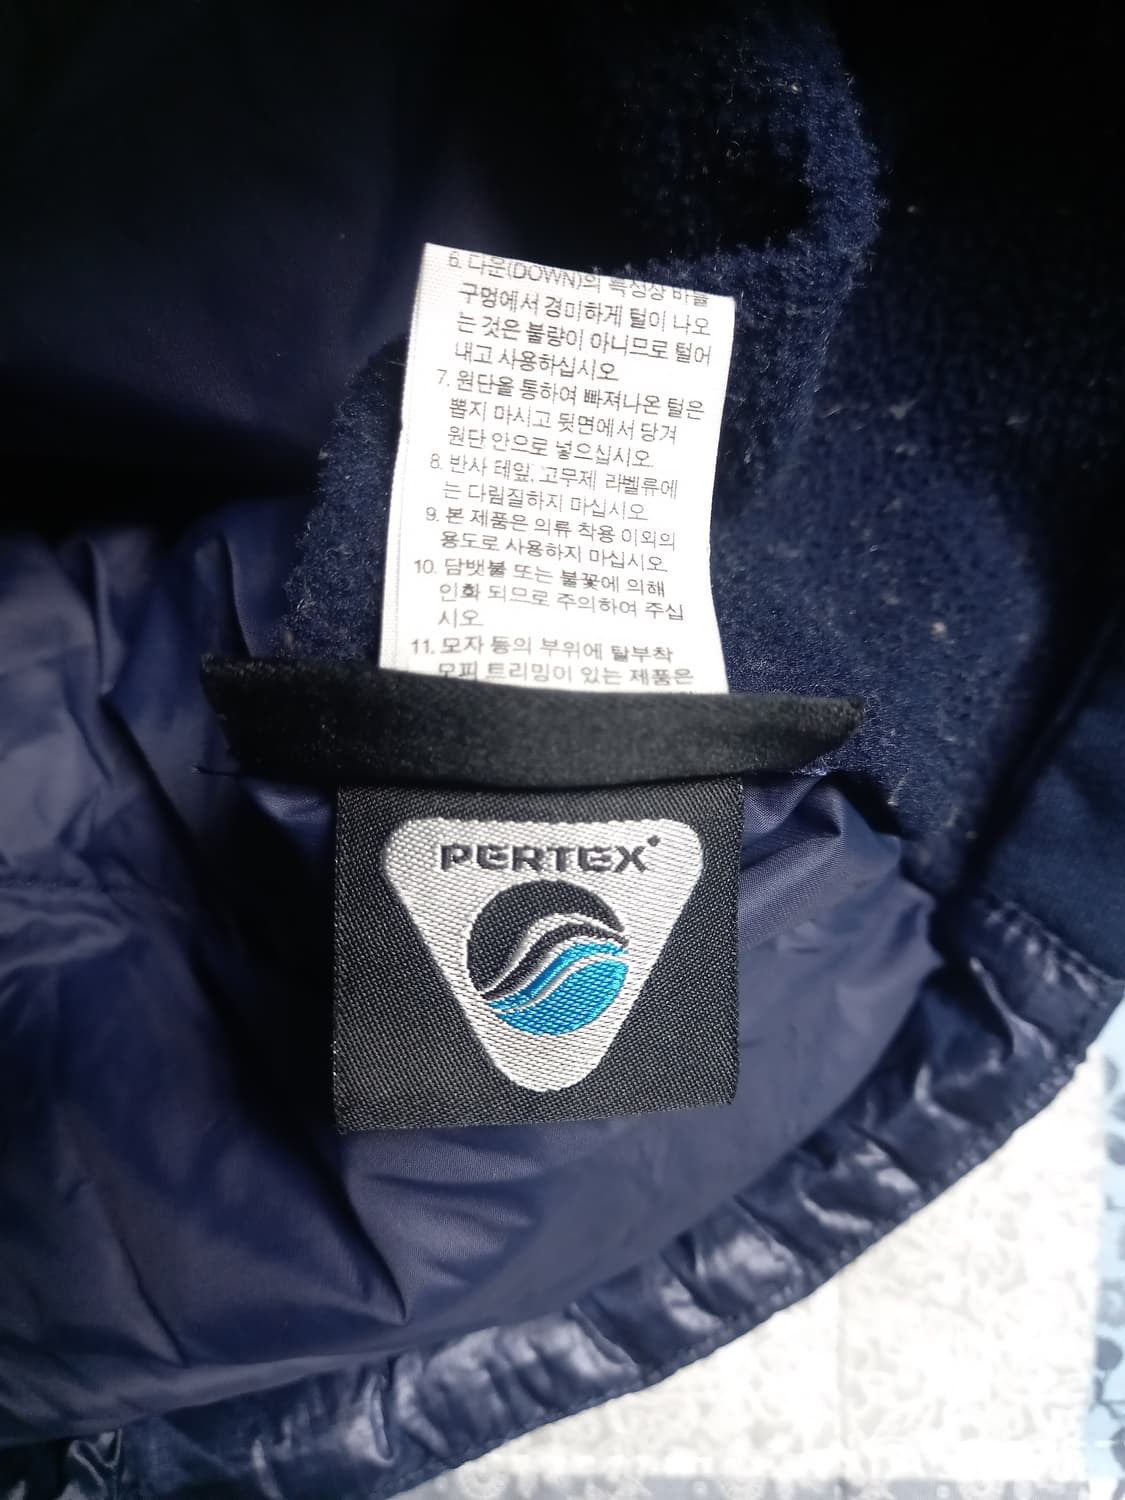 6. 다운(DOWN)의 특성상 바늘
구멍에서 경미하게 털이 나오
는 것은 불량이 아니므로 털어
내고 사용하십시오
7. 원단을 통하여 빠져나온 털은
뽑지 마시고 뒷면에서 당겨
원단 안으로 넣으십시오.
8. 반사 테잎, 고무제 라벨류에
는 다림질하지 마십시오
9. 본 제품은 의류 착용 이외의
용도로 사용하지 마십시오.
10. 담뱃불 또는 불꽃에 의해
인화 되므로 주의하여 주십
시오.
11. 모자 등의 부위에 탈부착
모피 트리밍이 있는 제품은
PERTEX